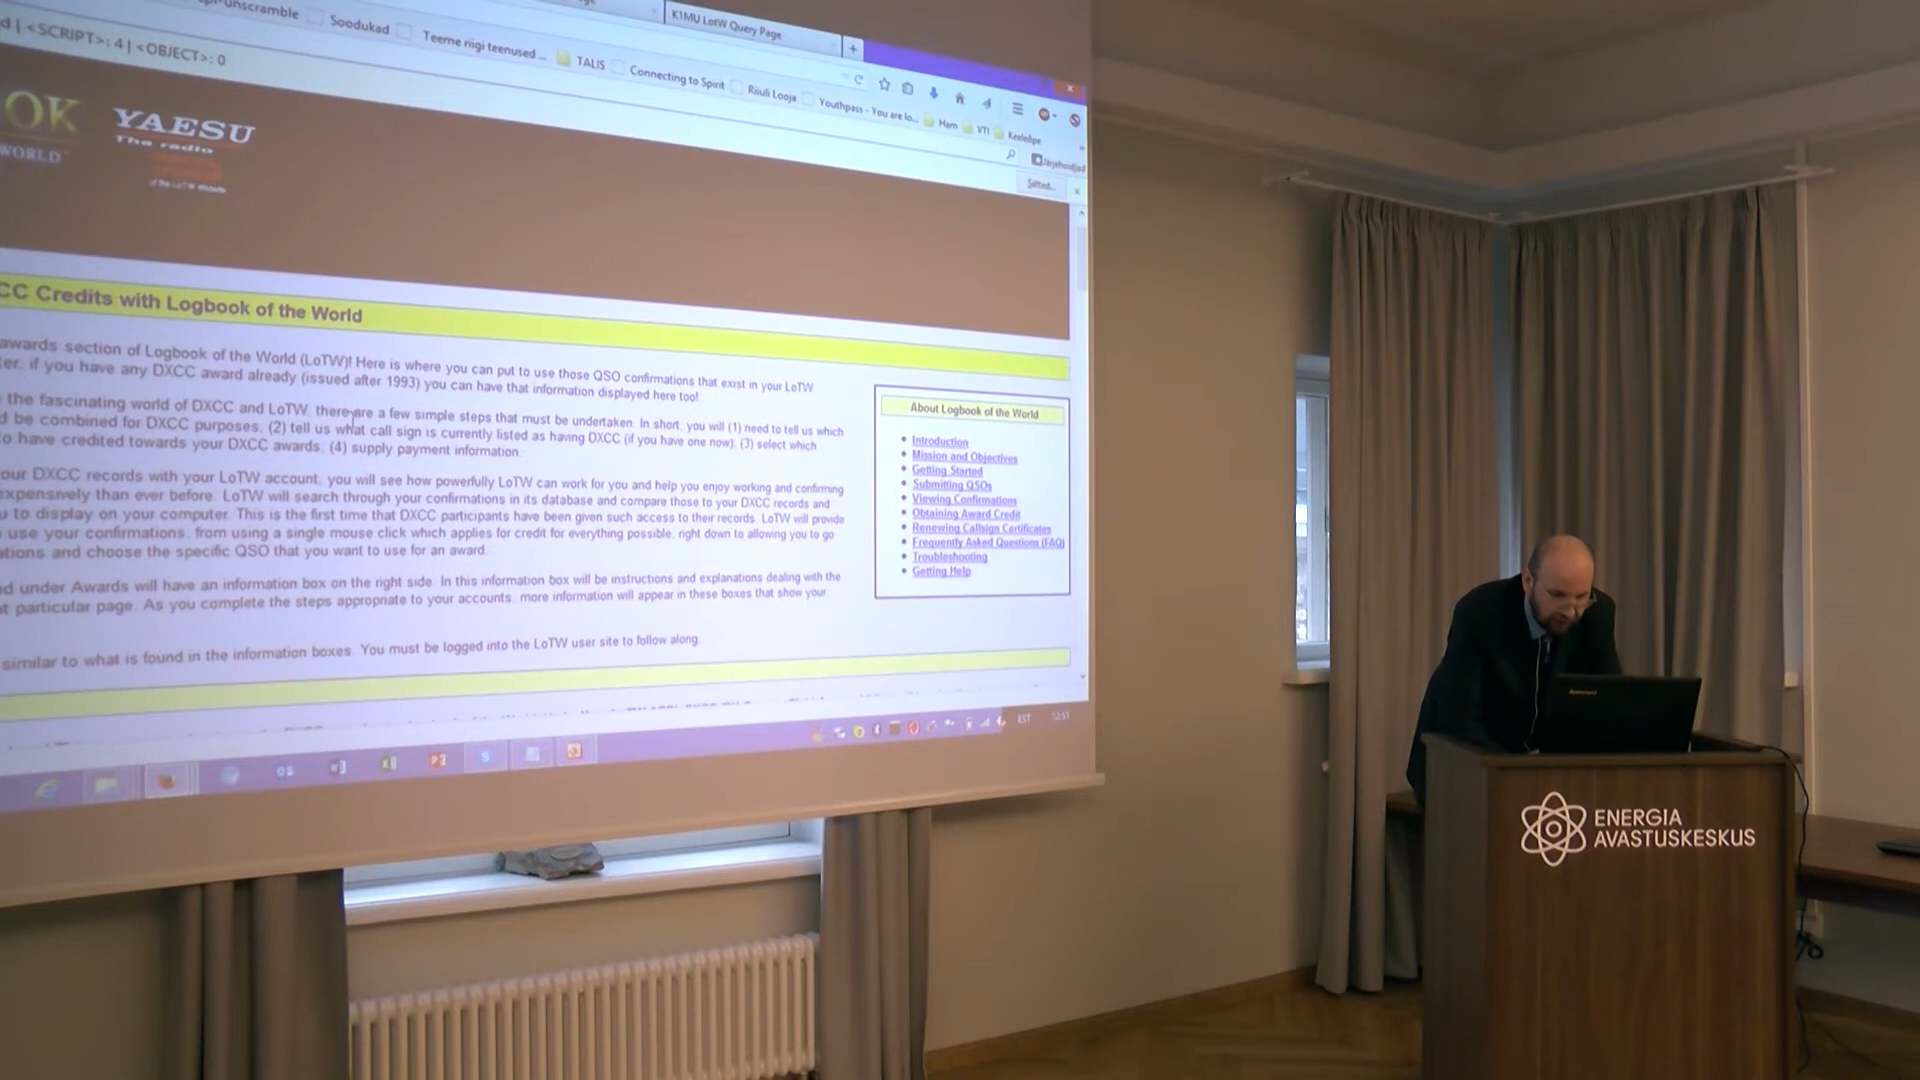 K1MU LotW Query Page
unscramble
Soodukad
Teeme riigi teenused ...
TALIS
Connecting to Spirit
Riiuli Looja
Youthpass - You are lo...
Ham
VTI
Keeleõpe
d | <SCRIPT>: 4 | <OBJECT>: 0
OK
WORLD
YAESU
The radio
of the LoTW Website
CC Credits with Logbook of the World
awards section of Logbook of the World (LoTW)! Here is where you can put to use those QSO confirmations that exist in your LoTW
ter, if you have any DXCC award already (issued after 1993) you can have that information displayed here too!
the fascinating world of DXCC and LoTW, there are a few simple steps that must be undertaken. In short, you will (1) need to tell us which
d be combined for DXCC purposes; (2) tell us what call sign is currently listed as having DXCC (if you have one now); (3) select which
o have credited towards your DXCC awards; (4) supply payment information.
our DXCC records with your LoTW account, you will see how powerfully LoTW can work for you and help you enjoy working and confirming
expensively than ever before. LoTW will search through your confirmations in its database and compare those to your DXCC records and
u to display on your computer. This is the first time that DXCC participants have been given such access to their records. LoTW will provide
use your confirmations, from using a single mouse click which applies for credit for everything possible, right down to allowing you to go
ations and choose the specific QSO that you want to use for an award.
d under Awards will have an information box on the right side. In this information box will be instructions and explanations dealing with the
at particular page. As you complete the steps appropriate to your accounts, more information will appear in these boxes that show your
similar to what is found in the information boxes. You must be logged into the LoTW user site to follow along.
About Logbook of the World
Introduction
Mission and Objectives
Getting Started
Submitting QSOs
Viewing Confirmations
Obtaining Award Credit
Renewing Callsign Certificates
Frequently Asked Questions (FAQ)
Troubleshooting
Getting Help
EST
12:51
lenovo
ENERGIA
AVASTUSKESKUS